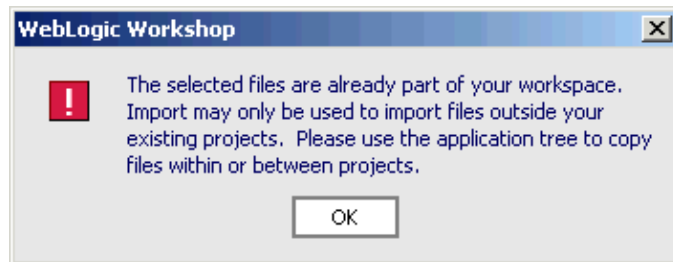 WebLogic Workshop
The selected files are already part of your workspace.
Import may only be used to import files outside your
existing projects. Please use the application tree to copy
files within or between projects.
OK